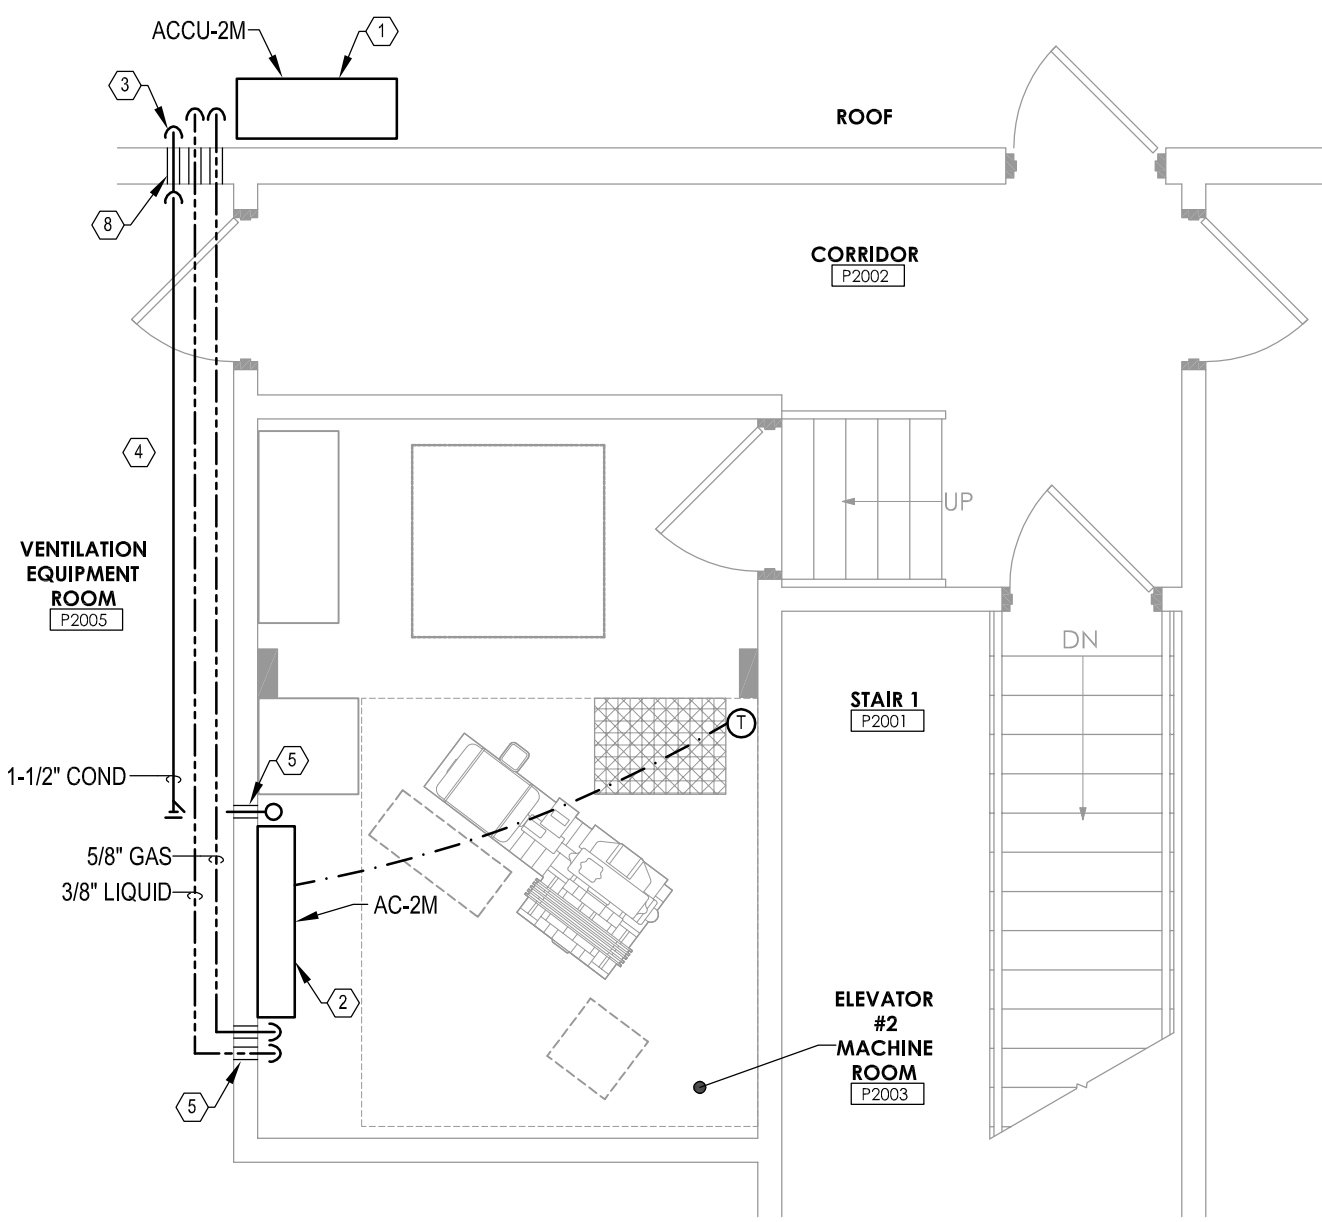 ACCU-2M
1
3
ROOF
8
CORRIDOR
P2002
4
UP
VENTILATION
EQUIPMENT
ROOM
P2005
DN
STAIR 1
P2001
T
5
1-1/2" COND
5/8" GAS
3/8" LIQUID
AC-2M
2
ELEVATOR
#2
MACHINE
ROOM
P2003
5